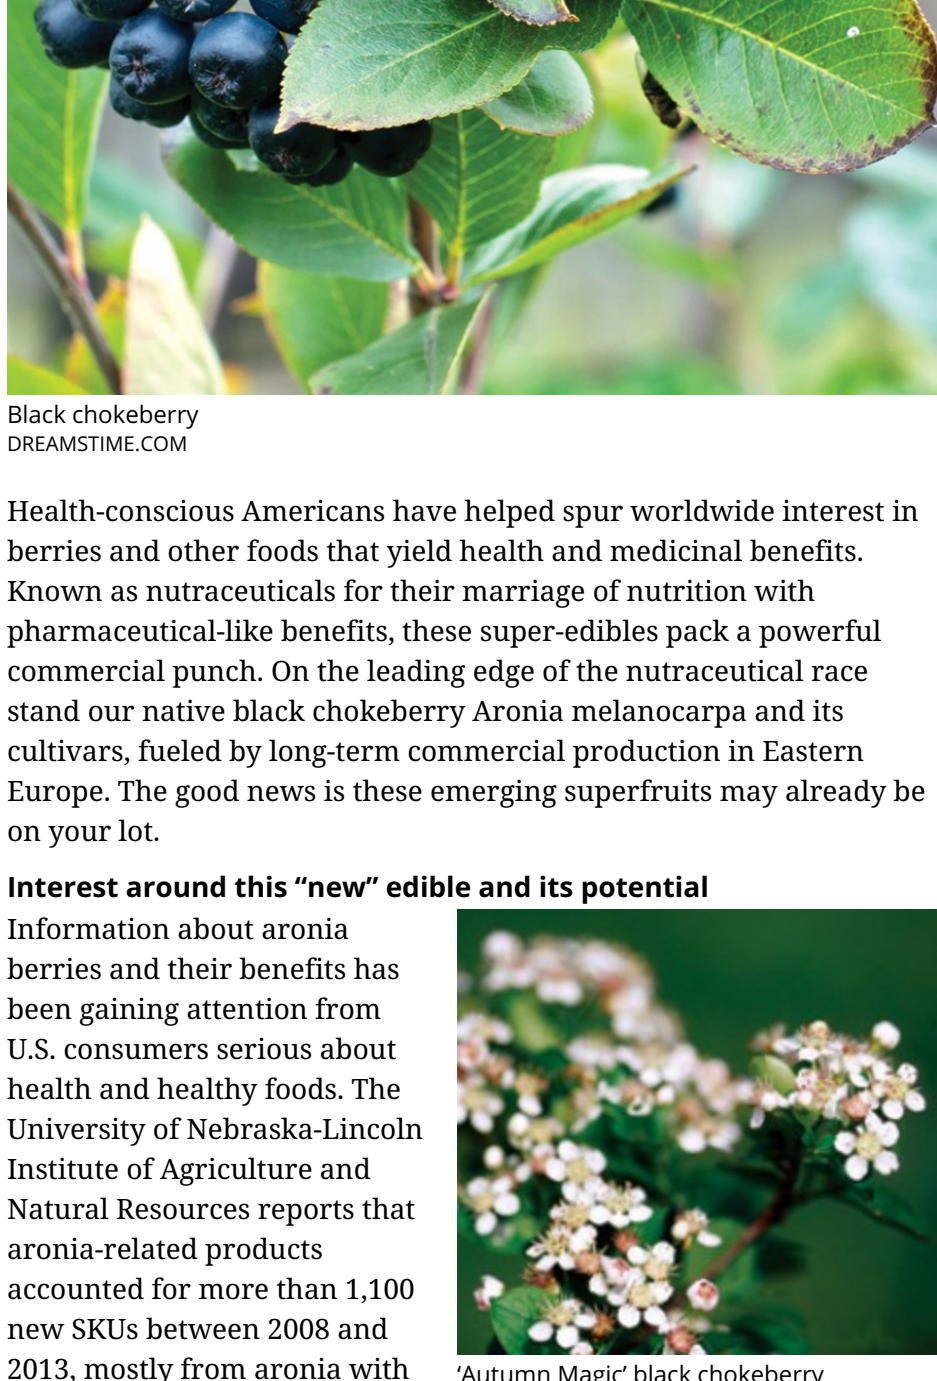 Black chokeberry
DREAMSTIME.COM
Health-conscious Americans have helped spur worldwide interest in
berries and other foods that yield health and medicinal benefits.
Known as nutraceuticals for their marriage of nutrition with
pharmaceutical-like benefits, these super-edibles pack a powerful
commercial punch. On the leading edge of the nutraceutical race
stand our native black chokeberry Aronia melanocarpa and its
cultivars, fueled by long-term commercial production in Eastern
Europe. The good news is these emerging superfruits may already be
on your lot.
Interest around this “new” edible and its potential
Information about aronia
berries and their benefits has
been gaining attention from
U.S. consumers serious about
health and healthy foods. The
University of Nebraska-Lincoln
Institute of Agriculture and
Natural Resources reports that
aronia-related products
accounted for more than 1,100
new SKUs between 2008 and
2013, mostly from aronia with
‘Autumn Magic’ black chokeberry